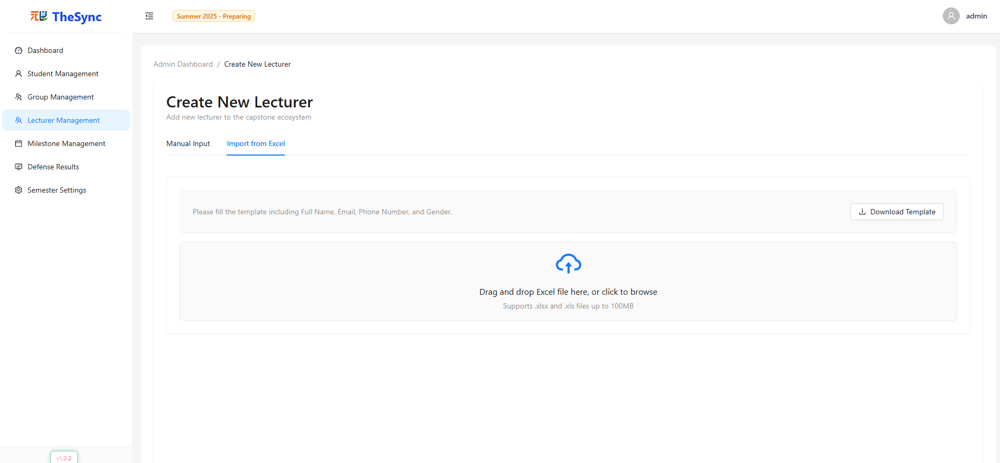 TheSync
Summer 2025 - Preparing
admin
Dashboard
Student Management
Group Management
Lecturer Management
Milestone Management
Defense Results
Semester Settings
v1.0.2
Admin Dashboard / Create New Lecturer
Create New Lecturer
Add new lecturer to the capstone ecosystem
Manual Input
Import from Excel
Please fill the template including Full Name, Email, Phone Number, and Gender.
Download Template
Drag and drop Excel file here, or click to browse
Supports .xlsx and .xls files up to 100MB